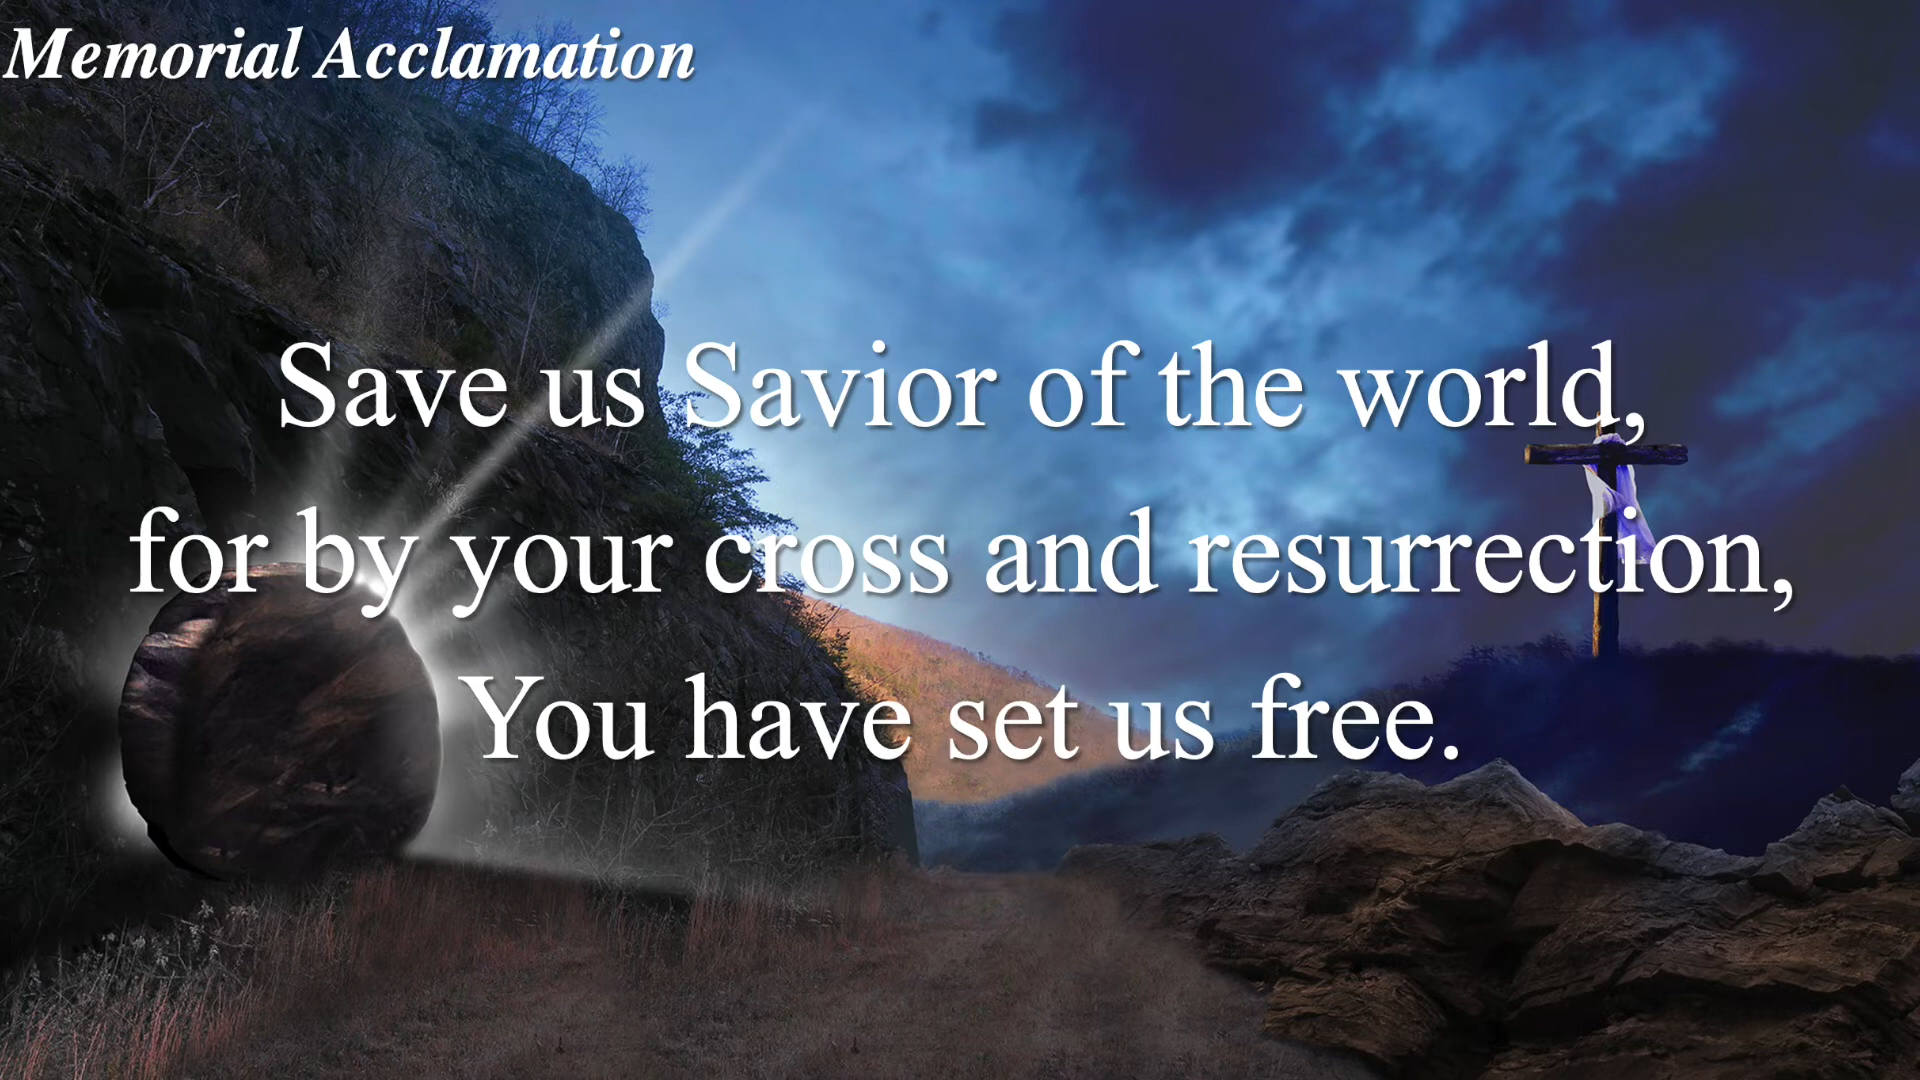 Memorial Acclamation
Save us Savior of the world,
for by your cross and resurrection,
You have set us free.